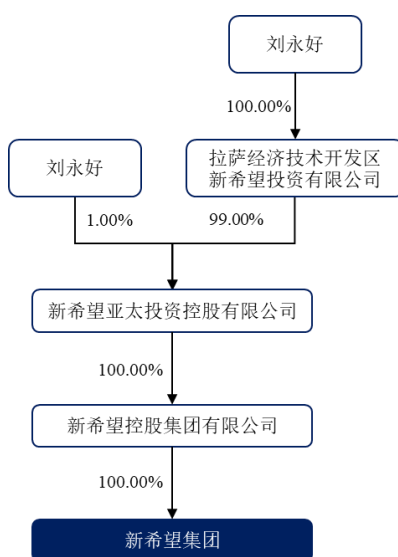 刘永好
100.00%
刘永好
拉萨经济技术开发区
新希望投资有限公司
1.00%
99.00%
新希望亚太投资控股有限公司
100.00%
新希望控股集团有限公司
100.00%
新希望集团